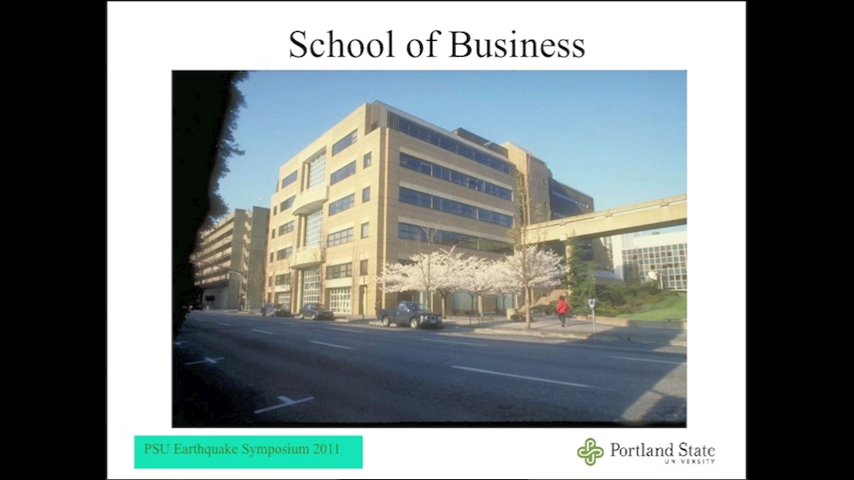 School of Business
PSU Earthquake Symposium 2011
Portland State
UNIVERSITY